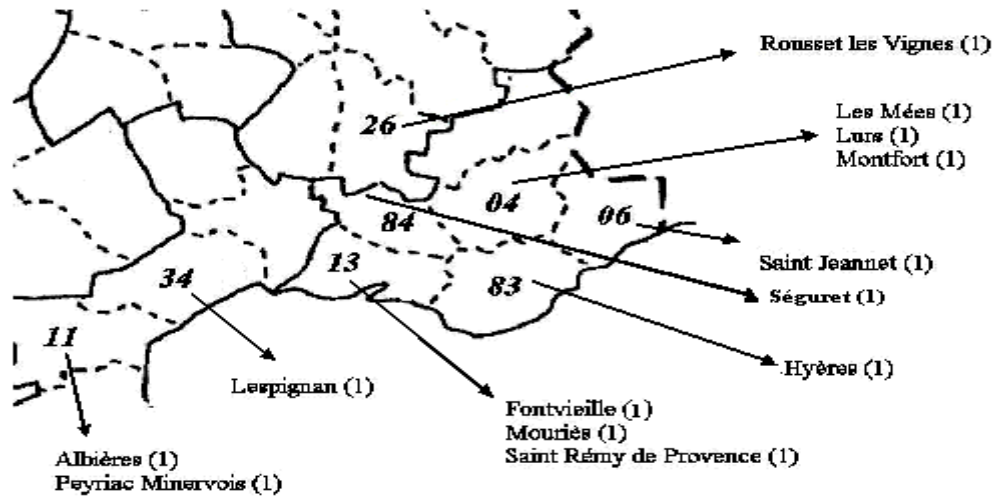 Rousset les Vignes (1)
26
Les Mées (1)
Lurs (1)
Montfort (1)
04
84
06
Saint Jeannet (1)
13
34
83
Séguret (1)
11
Hyères (1)
Lespignan (1)
Fontvieille (1)
Mouriès (1)
Saint Rémy de Provence (1)
Albières (1)
Peyriac Minervois (1)